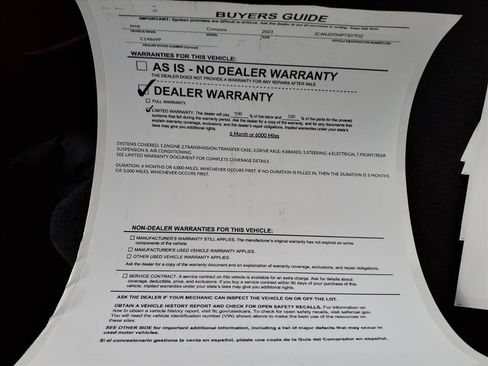 BUYERS GUIDE
IMPORTANT: Spoken promises are difficult to enforce. Ask the dealer to put all promises in writing. Keep this form.
Jeep Compass 2023 3C4NJDFN4PT507932
VEHICLE MAKE MODEL YEAR VEHICLE IDENTIFICATION NUMBER (VIN)
C148699
DEALER STOCK NUMBER (Optional)
WARRANTIES FOR THIS VEHICLE:
AS IS - NO DEALER WARRANTY
THE DEALER DOES NOT PROVIDE A WARRANTY FOR ANY REPAIRS AFTER SALE.
DEALER WARRANTY
FULL WARRANTY.
LIMITED WARRANTY. The dealer will pay 100 % of the labor and 100 % of the parts for the covered
systems that fail during the warranty period. Ask the dealer for a copy of the warranty, and for any documents that
explain warranty coverage, exclusions, and the dealer's repair obligations. Implied warranties under your state's
laws may give you additional rights.
6 Month or 6000 Miles
SYSTEMS COVERED: 1.ENGINE 2.TRANSMISSION/TRANSFER CASE; 3.DRIVE AXLE; 4.BRAKES; 5.STEERING; 6.ELECTRICAL 7.FRONT/REAR
SUSPENSION 8. AIR CONDITIONING.
SEE LIMITED WARRANTY DOCUMENT FOR COMPLETE COVERAGE DETAILS
DURATION: 6 MONTHS OR 6,000 MILES, WHICHEVER OCCURS FIRST. IF NO DURATION IS FILLED IN, THEN THE DURATION IS 3 MONTHS
OR 3,000 MILES, WHICHEVER OCCURS FIRST.
NON-DEALER WARRANTIES FOR THIS VEHICLE:
MANUFACTURER'S WARRANTY STILL APPLIES. The manufacturer's original warranty has not expired on some
components of the vehicle.
MANUFACTURER'S USED VEHICLE WARRANTY APPLIES.
OTHER USED VEHICLE WARRANTY APPLIES.
Ask the dealer for a copy of the warranty document and an explanation of warranty coverage, exclusions, and repair obligations.
SERVICE CONTRACT. A service contract on this vehicle is available for an extra charge. Ask for details about
coverage, deductible, price, and exclusions. If you buy a service contract within 90 days of your purchase of this
vehicle, implied warranties under your state's laws may give you additional rights.
ASK THE DEALER IF YOUR MECHANIC CAN INSPECT THE VEHICLE ON OR OFF THE LOT.
OBTAIN A VEHICLE HISTORY REPORT AND CHECK FOR OPEN SAFETY RECALLS. For information on
how to obtain a vehicle history report, visit ftc.gov/usedcars. To check for open safety recalls, visit safercar.gov.
You will need the vehicle identification number (VIN) shown above to make the best use of the resources on
these sites.
SEE OTHER SIDE for important additional information, including a list of major defects that may occur in
used motor vehicles.
Si el concesionario gestiona la venta en español, pídale una copia de la Guía del Comprador en español.